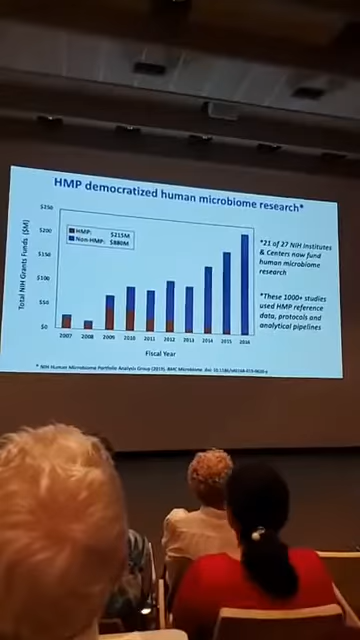 HMP democratized human microbiome research*
Total NIH Grants Funds ($M)
$250
$200
$150
$100
$50
$0
HMP: $215M
Non-HMP: $880M
2007 2008 2009 2010 2011 2012 2013 2014 2015 2016
Fiscal Year
*21 of 27 NIH Institutes
& Centers now fund
human microbiome
research
*These 1000+ studies
used HMP reference
data, protocols and
analytical pipelines
* NIH Human Microbiome Portfolio Analysis Group (2019). BMC Microbiome.